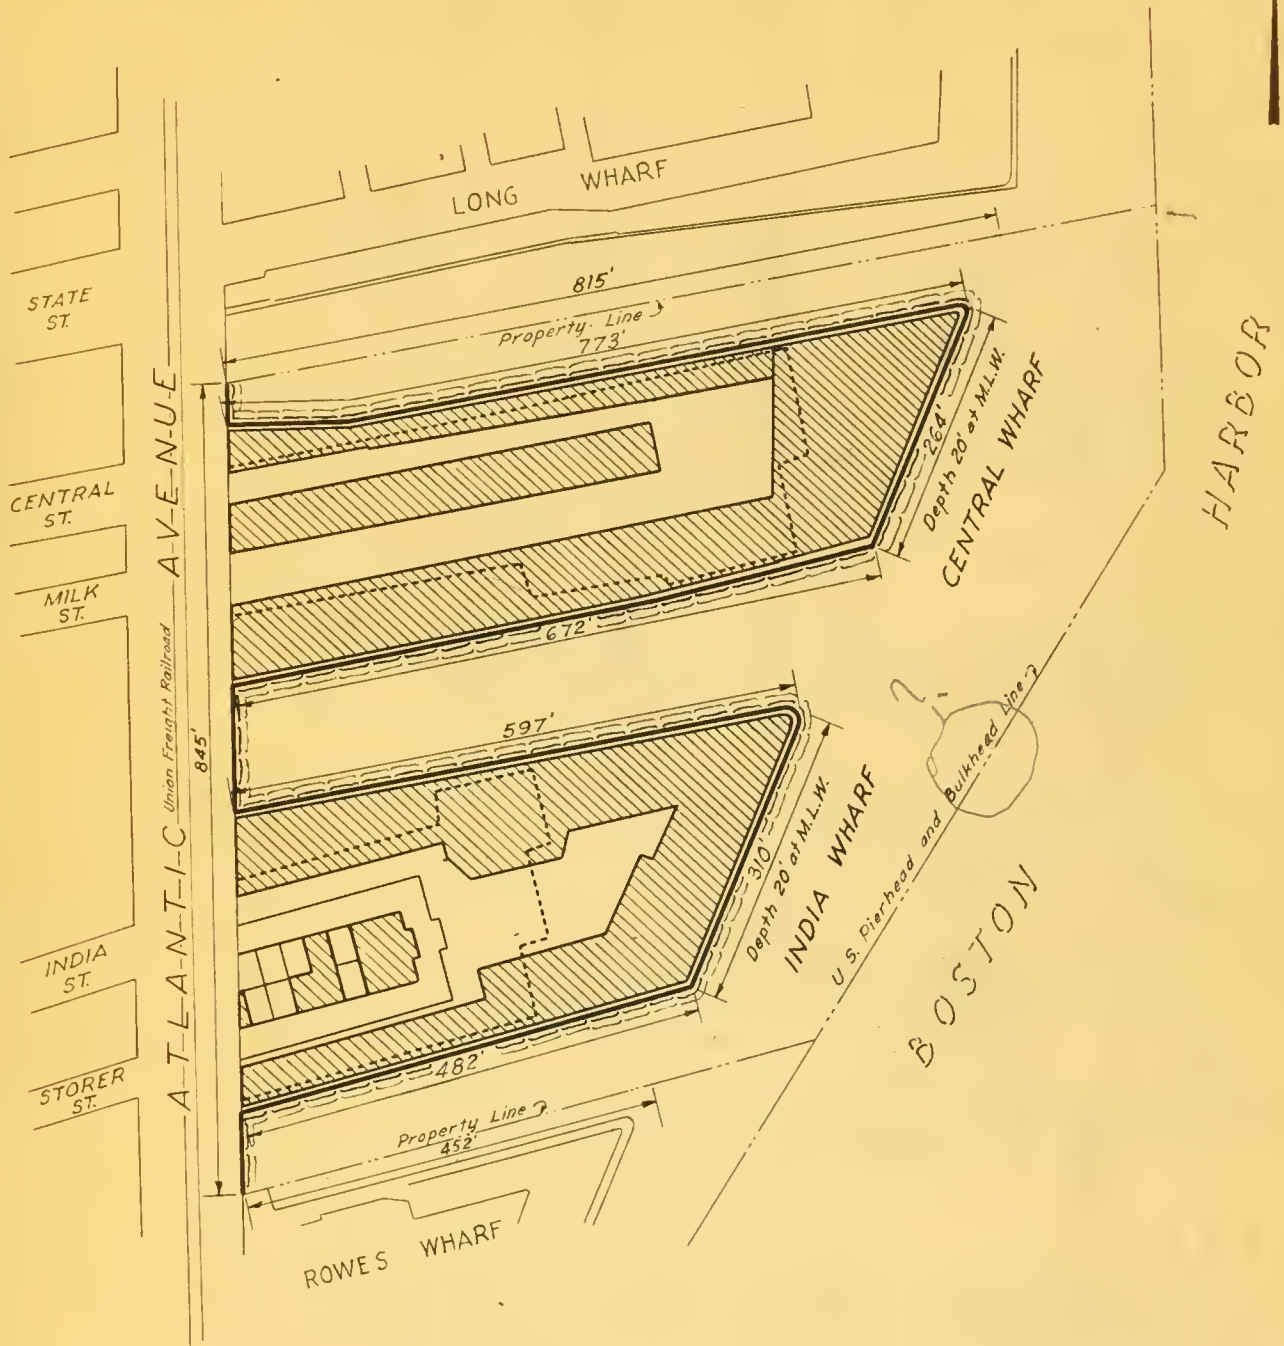 LONG WHARF
STATE
ST.
815'
Property Line
773'
HARBOR
ATLANTIC AVENUE
Union Freight Railroad
CENTRAL
ST.
264'
Depth 20' at M.L.W.
CENTRAL WHARF
MILK
ST.
672'
845'
597'
?
U.S. Pierhead and Bulkhead Line
310'
Depth 20' at M.L.W.
INDIA WHARF
BOSTON
INDIA
ST.
STORER
ST.
482'
Property Line
452'
ROWES WHARF